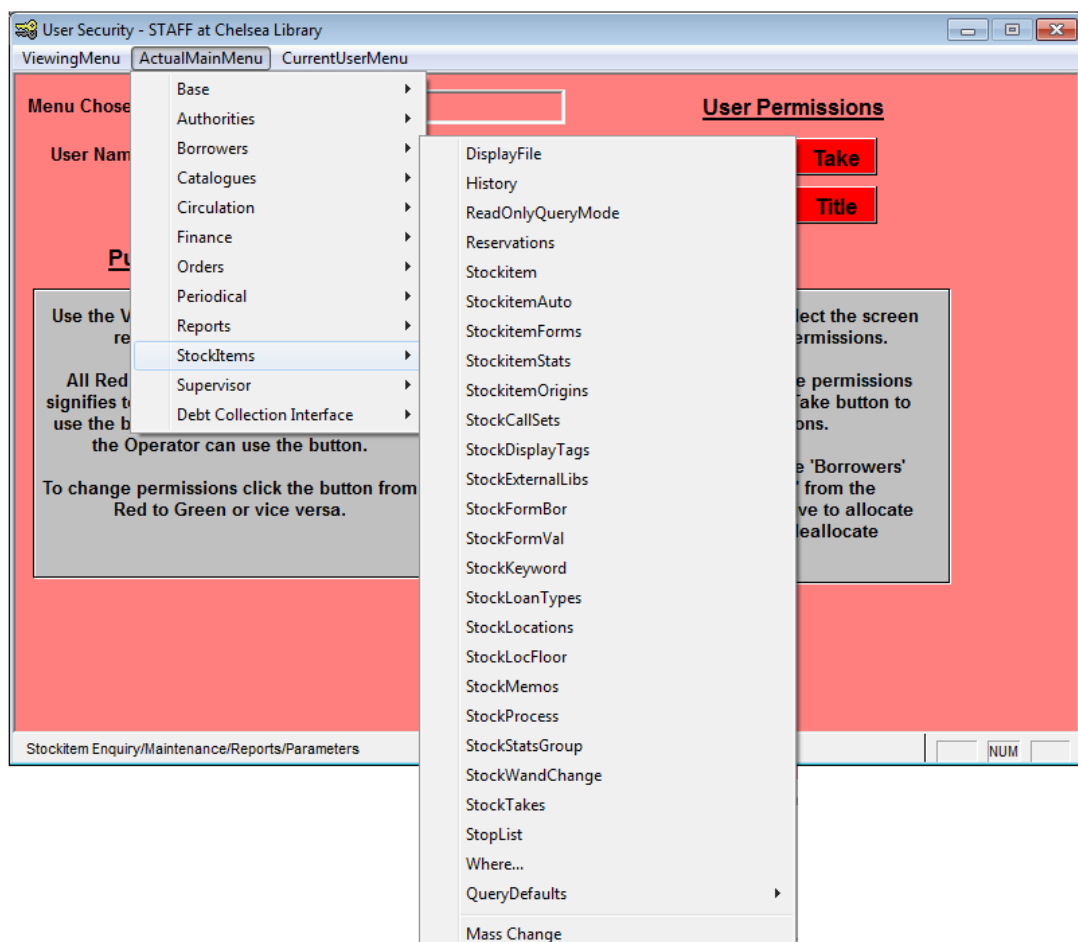 User Security - STAFF at Chelsea Library
ViewingMenu ActualMainMenu CurrentUserMenu
Menu Chose
User Permissions
User Nam
Take
Title
Base
Authorities
Borrowers
Catalogues
Circulation
Finance
Orders
Periodical
Reports
StockItems
Supervisor
Debt Collection Interface
DisplayFile
History
ReadOnlyQueryMode
Reservations
Stockitem
StockitemAuto
StockitemForms
StockitemStats
StockitemOrigins
StockCallSets
StockDisplayTags
StockExternalLibs
StockFormBor
StockFormVal
StockKeyword
StockLoanTypes
StockLocations
StockLocFloor
StockMemos
StockProcess
StockStatsGroup
StockWandChange
StockTakes
StopList
Where...
QueryDefaults
Mass Change
Use the V
re
All Red
signifies t
use the b
the Operator can use the button.
To change permissions click the button from
Red to Green or vice versa.
lect the screen
ermissions.
e permissions
Take button to
ons.
e 'Borrowers'
' from the
ve to allocate
leallocate
Stockitem Enquiry/Maintenance/Reports/Parameters
NUM